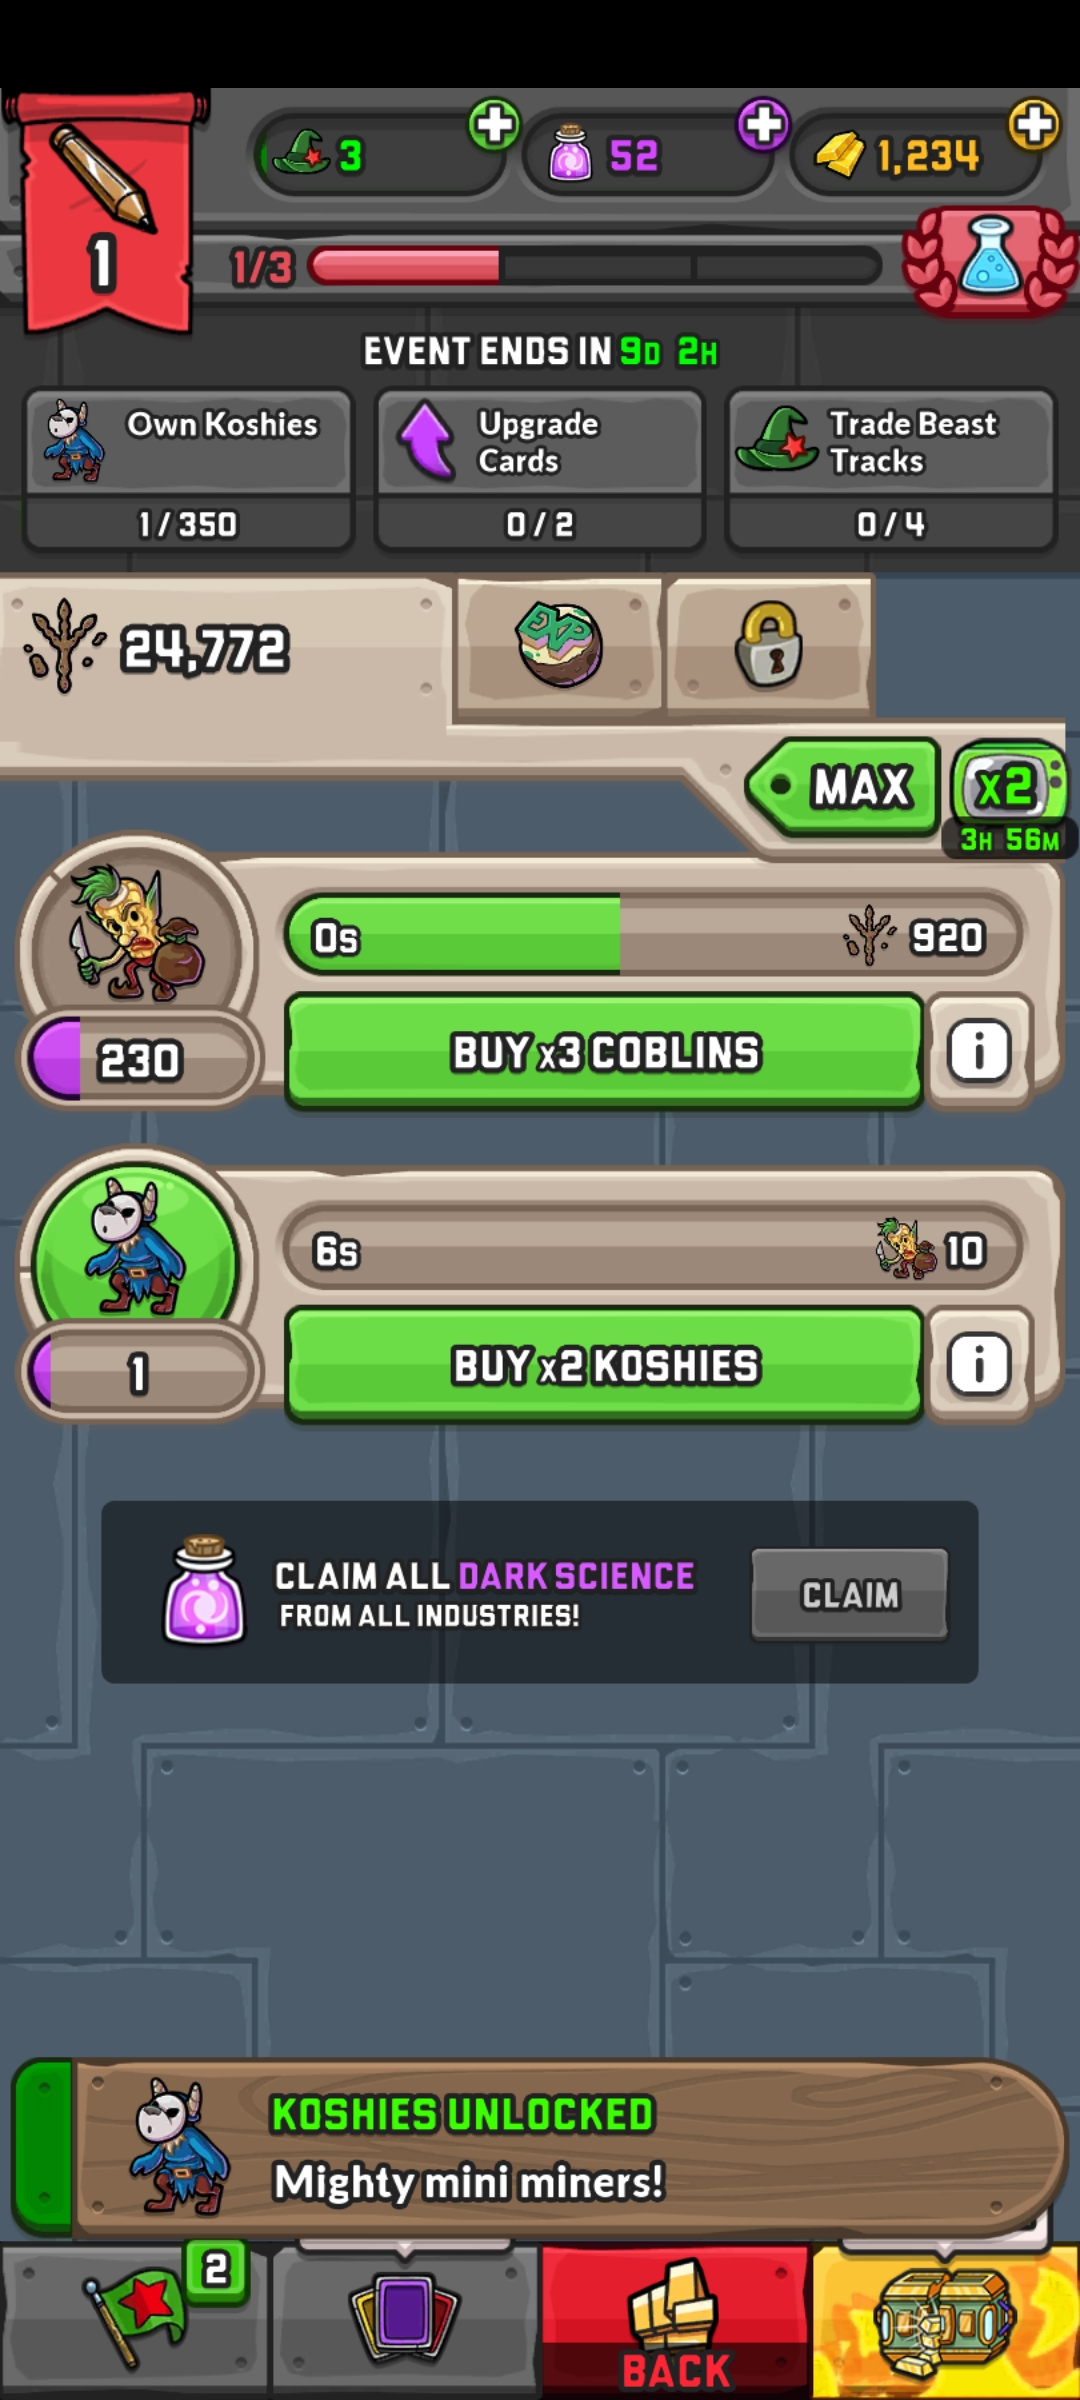 3
52
1,234
1
1/3
EVENT ENDS IN 9D 2H
Own Koshies
1 / 350
Upgrade
Cards
0 / 2
Trade Beast
Tracks
0 / 4
24,772
EXP
MAX
x2
3H 56M
0s
920
230
BUY x3 COBLINS
i
6s
10
1
BUY x2 KOSHIES
i
CLAIM ALL DARK SCIENCE
FROM ALL INDUSTRIES!
CLAIM
KOSHIES UNLOCKED
Mighty mini miners!
2
BACK